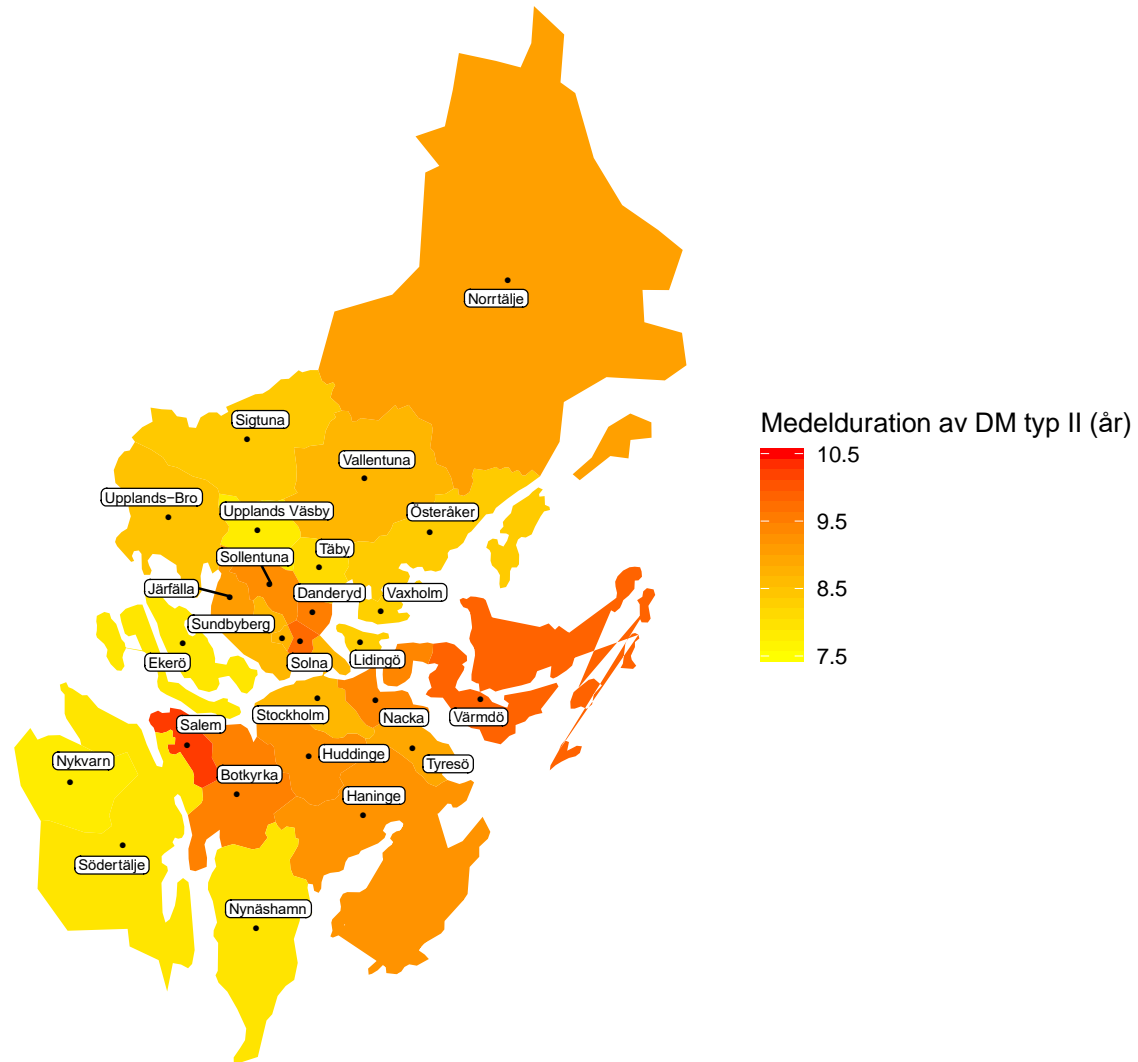 Norrtälje
Sigtuna
Vallentuna
Upplands−Bro
Upplands Väsby
Österåker
Sollentuna
Täby
Järfälla
Danderyd
Vaxholm
Sundbyberg
Ekerö
Solna
Lidingö
Stockholm
Nacka
Värmdö
Salem
Nykvarn
Huddinge
Tyresö
Botkyrka
Haninge
Södertälje
Nynäshamn
Medelduration av DM typ II (år)
10.5
9.5
8.5
7.5